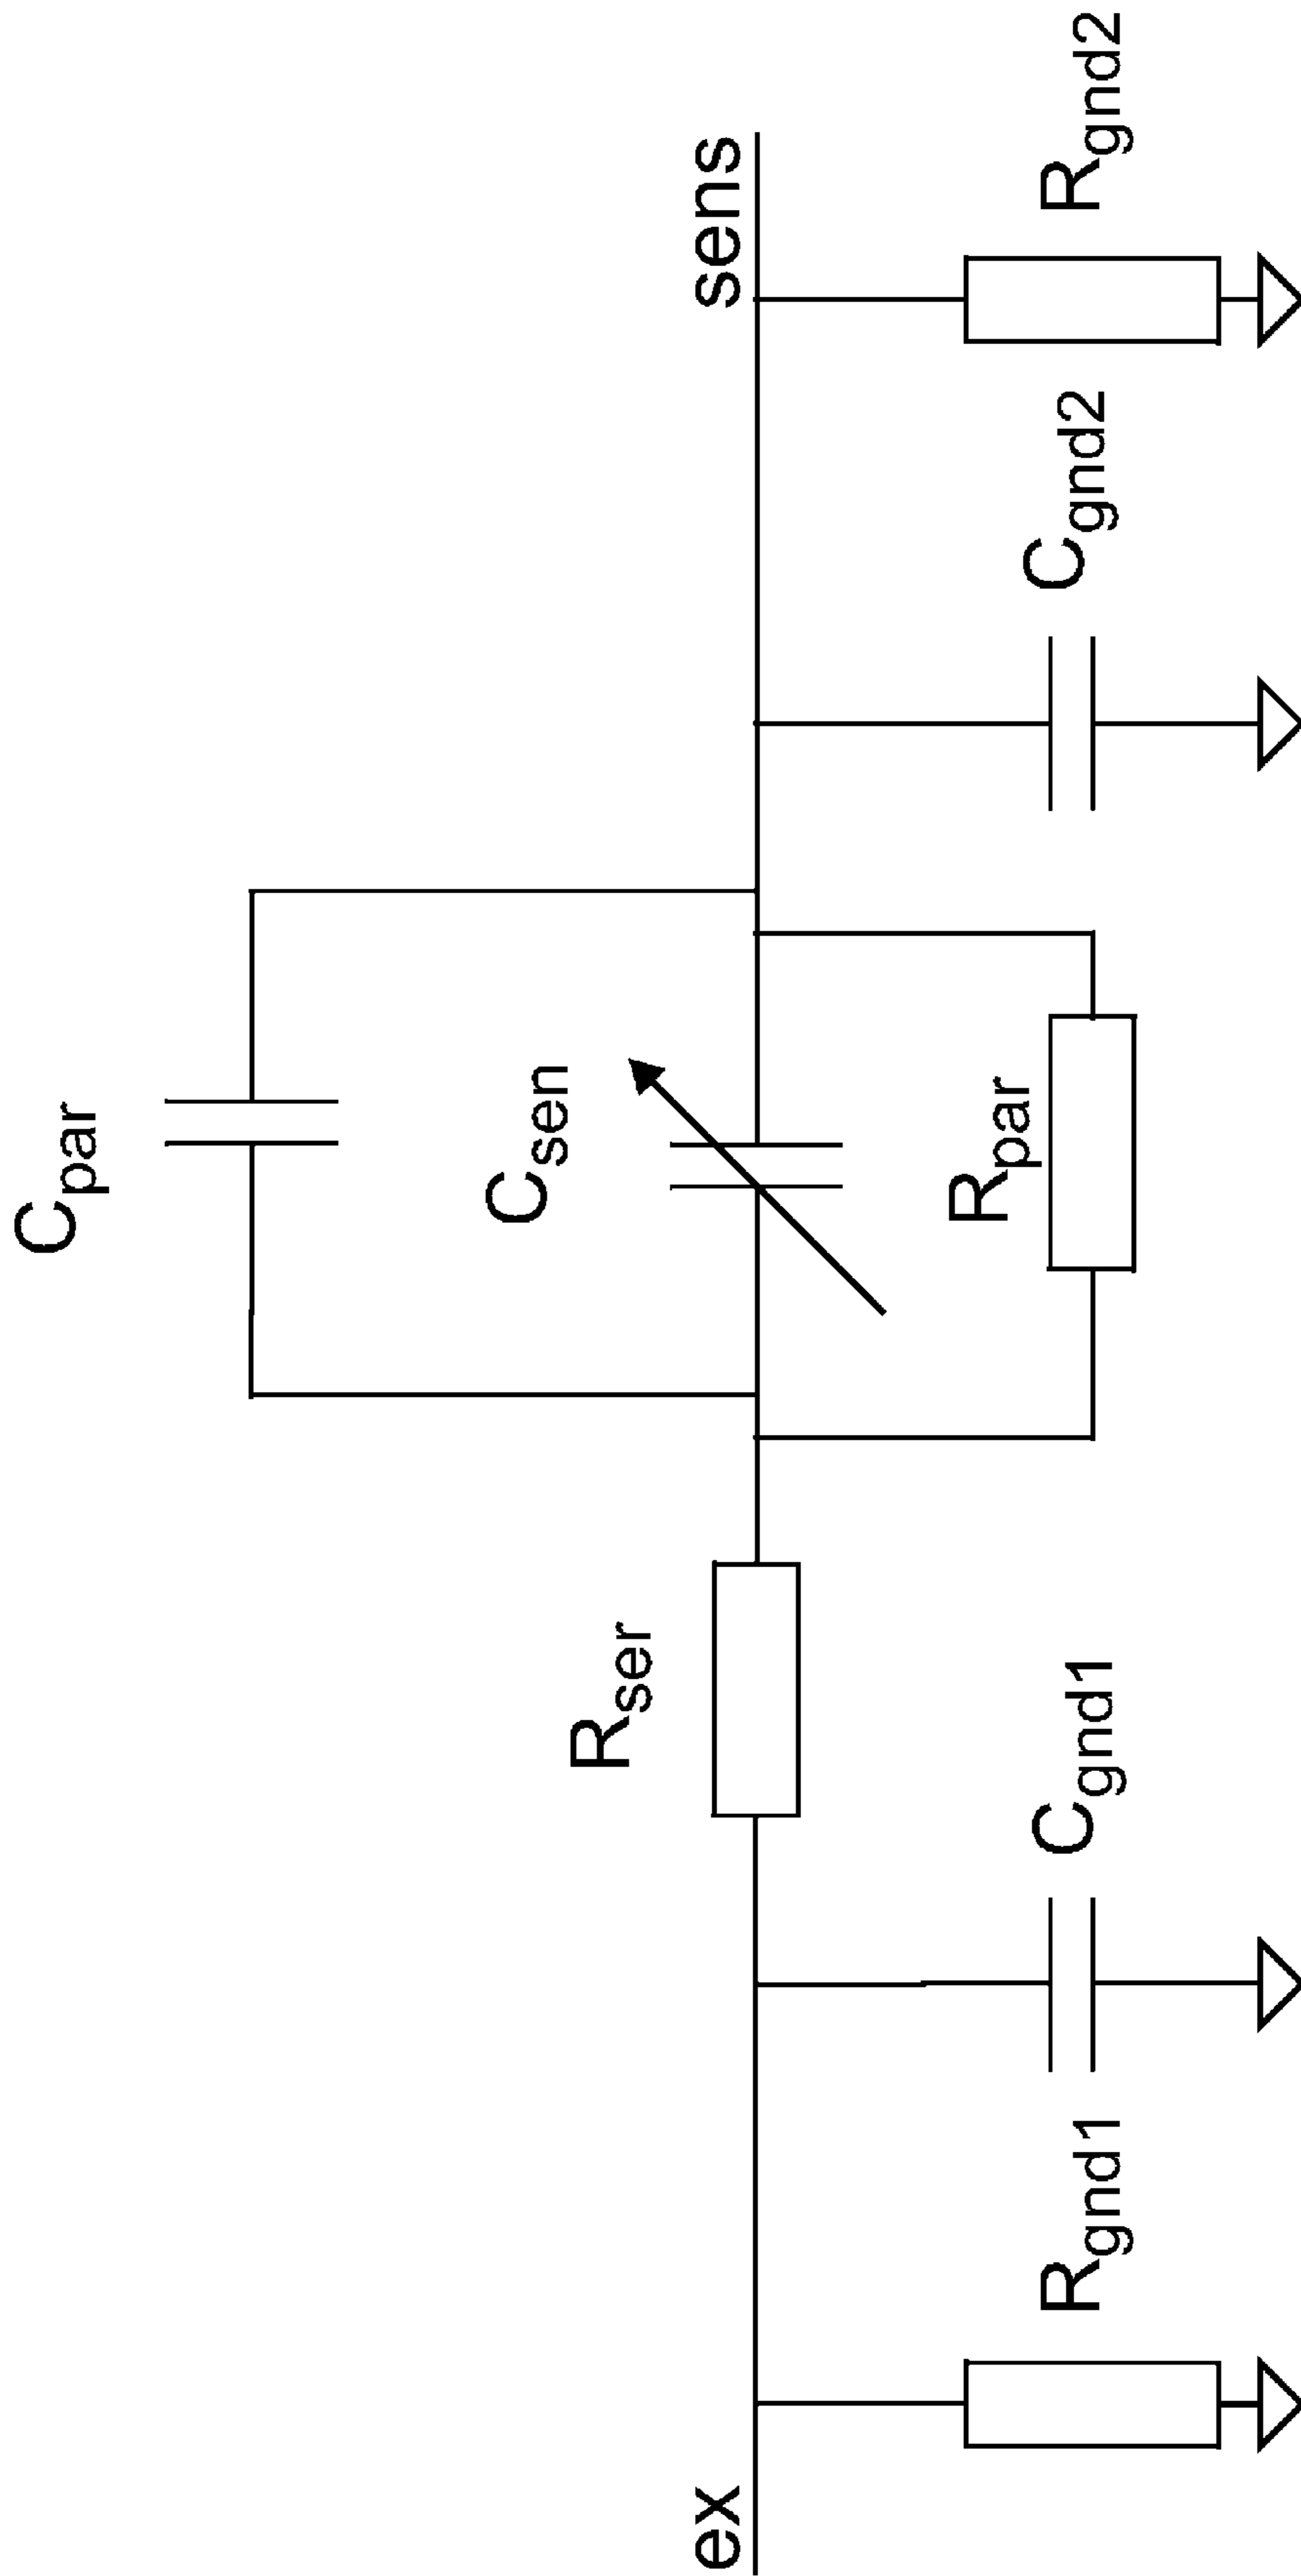 C_par
C_sen
R_ser
R_par
ex
sens
R_gnd1
C_gnd1
C_gnd2
R_gnd2